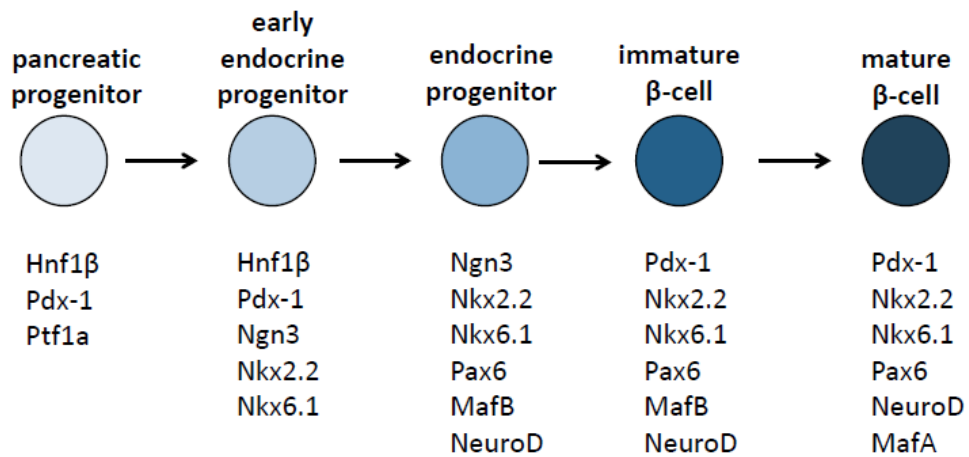 pancreatic
progenitor
early
endocrine
progenitor
endocrine
progenitor
immature
β-cell
mature
β-cell
Hnf1β
Pdx-1
Ptf1a
Hnf1β
Pdx-1
Ngn3
Nkx2.2
Nkx6.1
Ngn3
Nkx2.2
Nkx6.1
Pax6
MafB
NeuroD
Pdx-1
Nkx2.2
Nkx6.1
Pax6
MafB
NeuroD
Pdx-1
Nkx2.2
Nkx6.1
Pax6
NeuroD
MafA